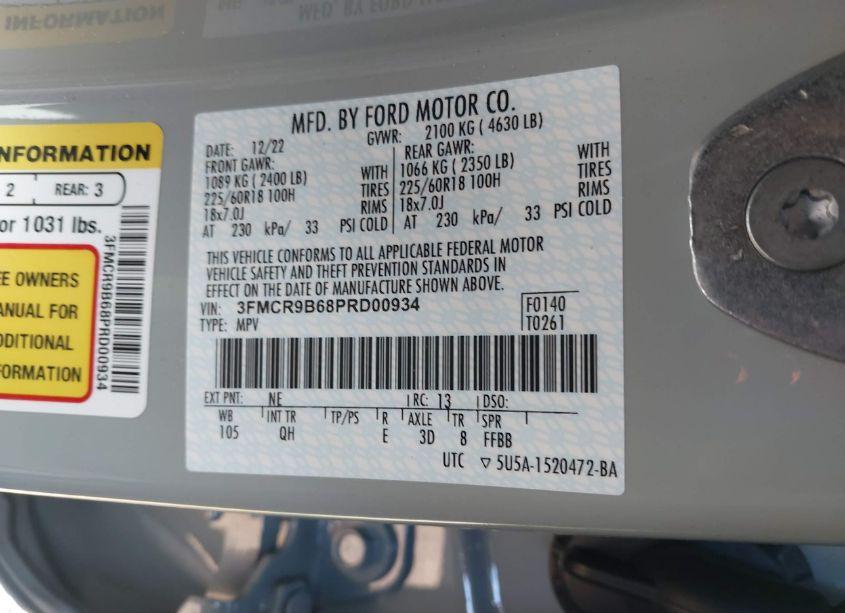 INFORMATION
MFD. BY FORD
NFORMATION
2 REAR: 3
or 1031 lbs.
EE OWNERS
ANUAL FOR
DDITIONAL
FORMATION
3FMCR9B68PRD00934
MFD. BY FORD MOTOR CO.
DATE: 12/22 GVWR: 2100 KG ( 4630 LB)
FRONT GAWR: REAR GAWR:
1089 KG ( 2400 LB) WITH 1066 KG ( 2350 LB) WITH
225/60R18 100H TIRES 225/60R18 100H TIRES
18x7.0J RIMS 18x7.0J RIMS
AT 230 kPa/ 33 PSI COLD AT 230 kPa/ 33 PSI COLD
THIS VEHICLE CONFORMS TO ALL APPLICABLE FEDERAL MOTOR
VEHICLE SAFETY AND THEFT PREVENTION STANDARDS IN
EFFECT ON THE DATE OF MANUFACTURE SHOWN ABOVE.
VIN: 3FMCR9B68PRD00934 F0140
TYPE: MPV T0261
EXT PNT: NE RC: 13 DSO:
WB INT TR TP/PS R AXLE TR SPR
105 QH E 3D 8 FFBB
UTC ▽ 5U5A-1520472-BA